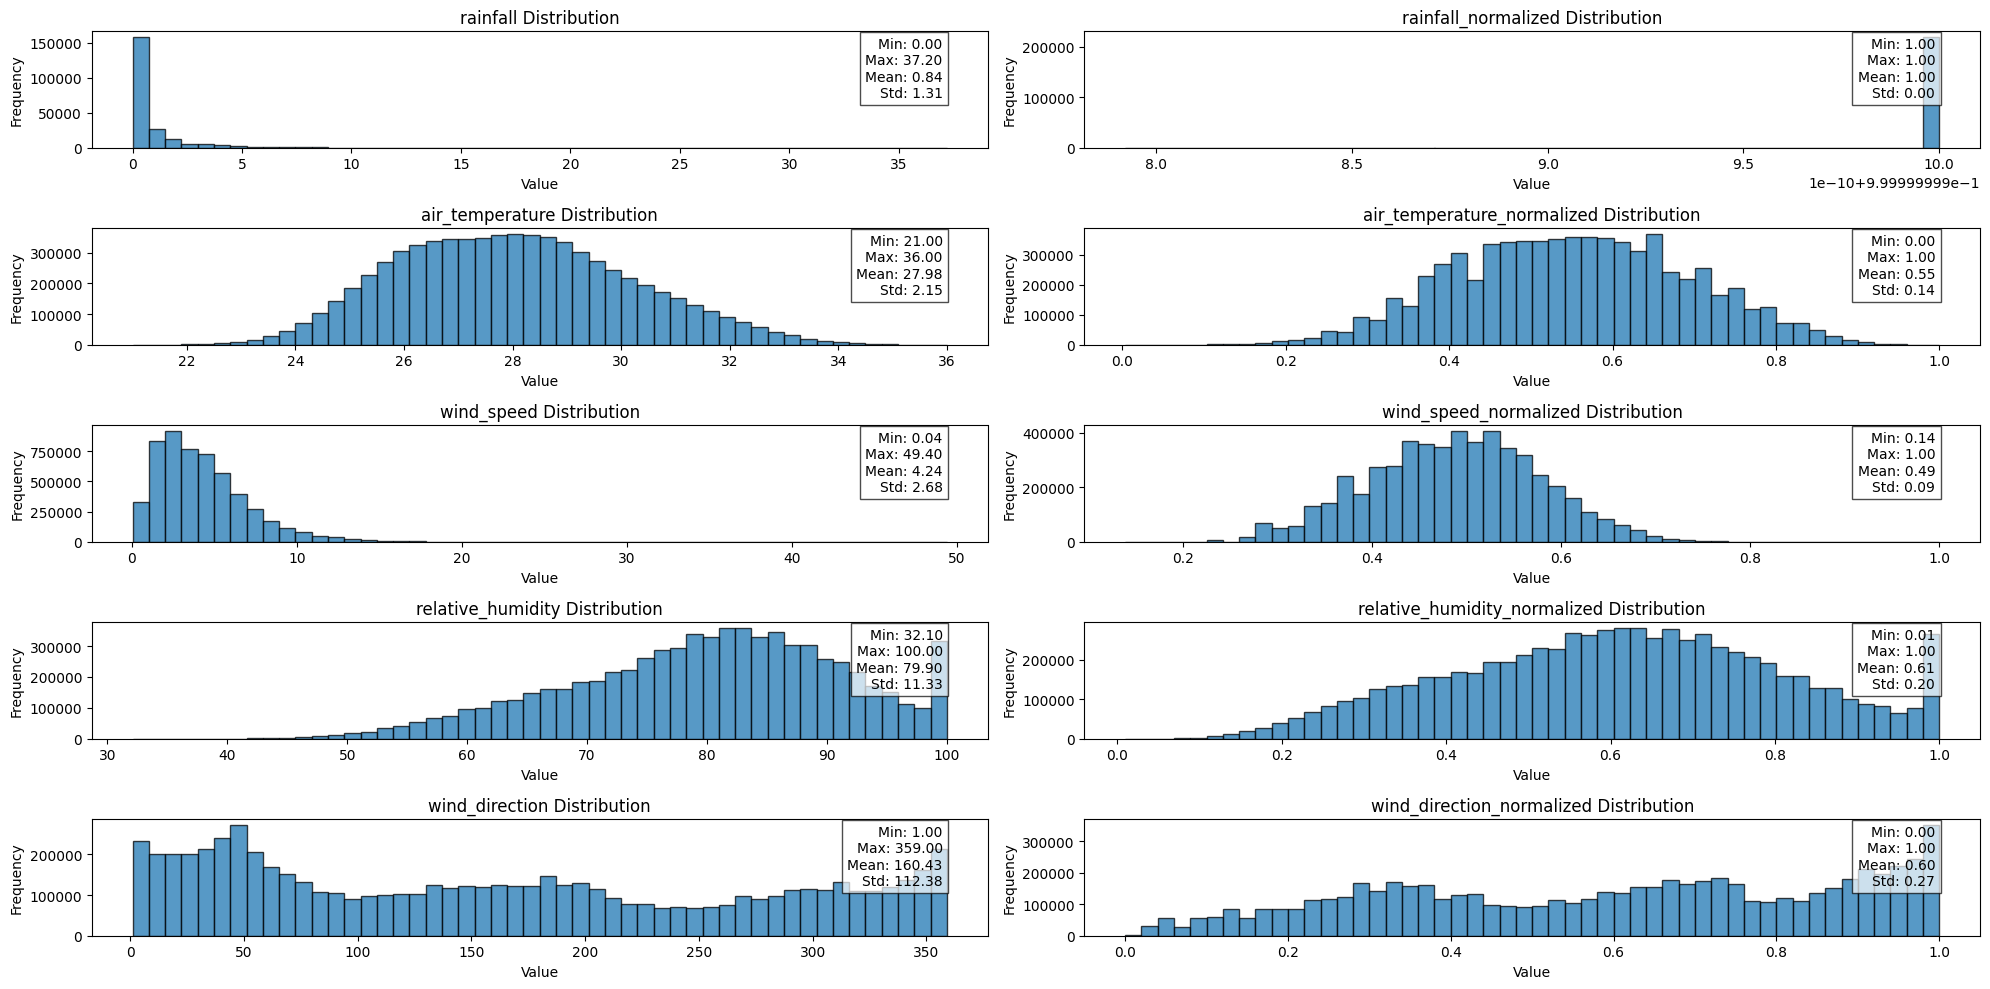 rainfall Distribution
Frequency
150000
100000
50000
0
Min: 0.00
Max: 37.20
Mean: 0.84
Std: 1.31
0 5 10 15 20 25 30 35
Value
rainfall_normalized Distribution
Frequency
200000
100000
0
Min: 1.00
Max: 1.00
Mean: 1.00
Std: 0.00
8.0 8.5 9.0 9.5 10.0
Value
1e−10+9.99999999e−1
air_temperature Distribution
Frequency
300000
200000
100000
0
Min: 21.00
Max: 36.00
Mean: 27.98
Std: 2.15
22 24 26 28 30 32 34 36
Value
air_temperature_normalized Distribution
Frequency
300000
200000
100000
0
Min: 0.00
Max: 1.00
Mean: 0.55
Std: 0.14
0.0 0.2 0.4 0.6 0.8 1.0
Value
wind_speed Distribution
Frequency
750000
500000
250000
0
Min: 0.04
Max: 49.40
Mean: 4.24
Std: 2.68
0 10 20 30 40 50
Value
wind_speed_normalized Distribution
Frequency
400000
200000
0
Min: 0.14
Max: 1.00
Mean: 0.49
Std: 0.09
0.2 0.4 0.6 0.8 1.0
Value
relative_humidity Distribution
Frequency
300000
200000
100000
0
Min: 32.10
Max: 100.00
Mean: 79.90
Std: 11.33
30 40 50 60 70 80 90 100
Value
relative_humidity_normalized Distribution
Frequency
200000
100000
0
Min: 0.01
Max: 1.00
Mean: 0.61
Std: 0.20
0.0 0.2 0.4 0.6 0.8 1.0
Value
wind_direction Distribution
Frequency
200000
100000
0
Min: 1.00
Max: 359.00
Mean: 160.43
Std: 112.38
0 50 100 150 200 250 300 350
Value
wind_direction_normalized Distribution
Frequency
300000
200000
100000
0
Min: 0.00
Max: 1.00
Mean: 0.60
Std: 0.27
0.0 0.2 0.4 0.6 0.8 1.0
Value